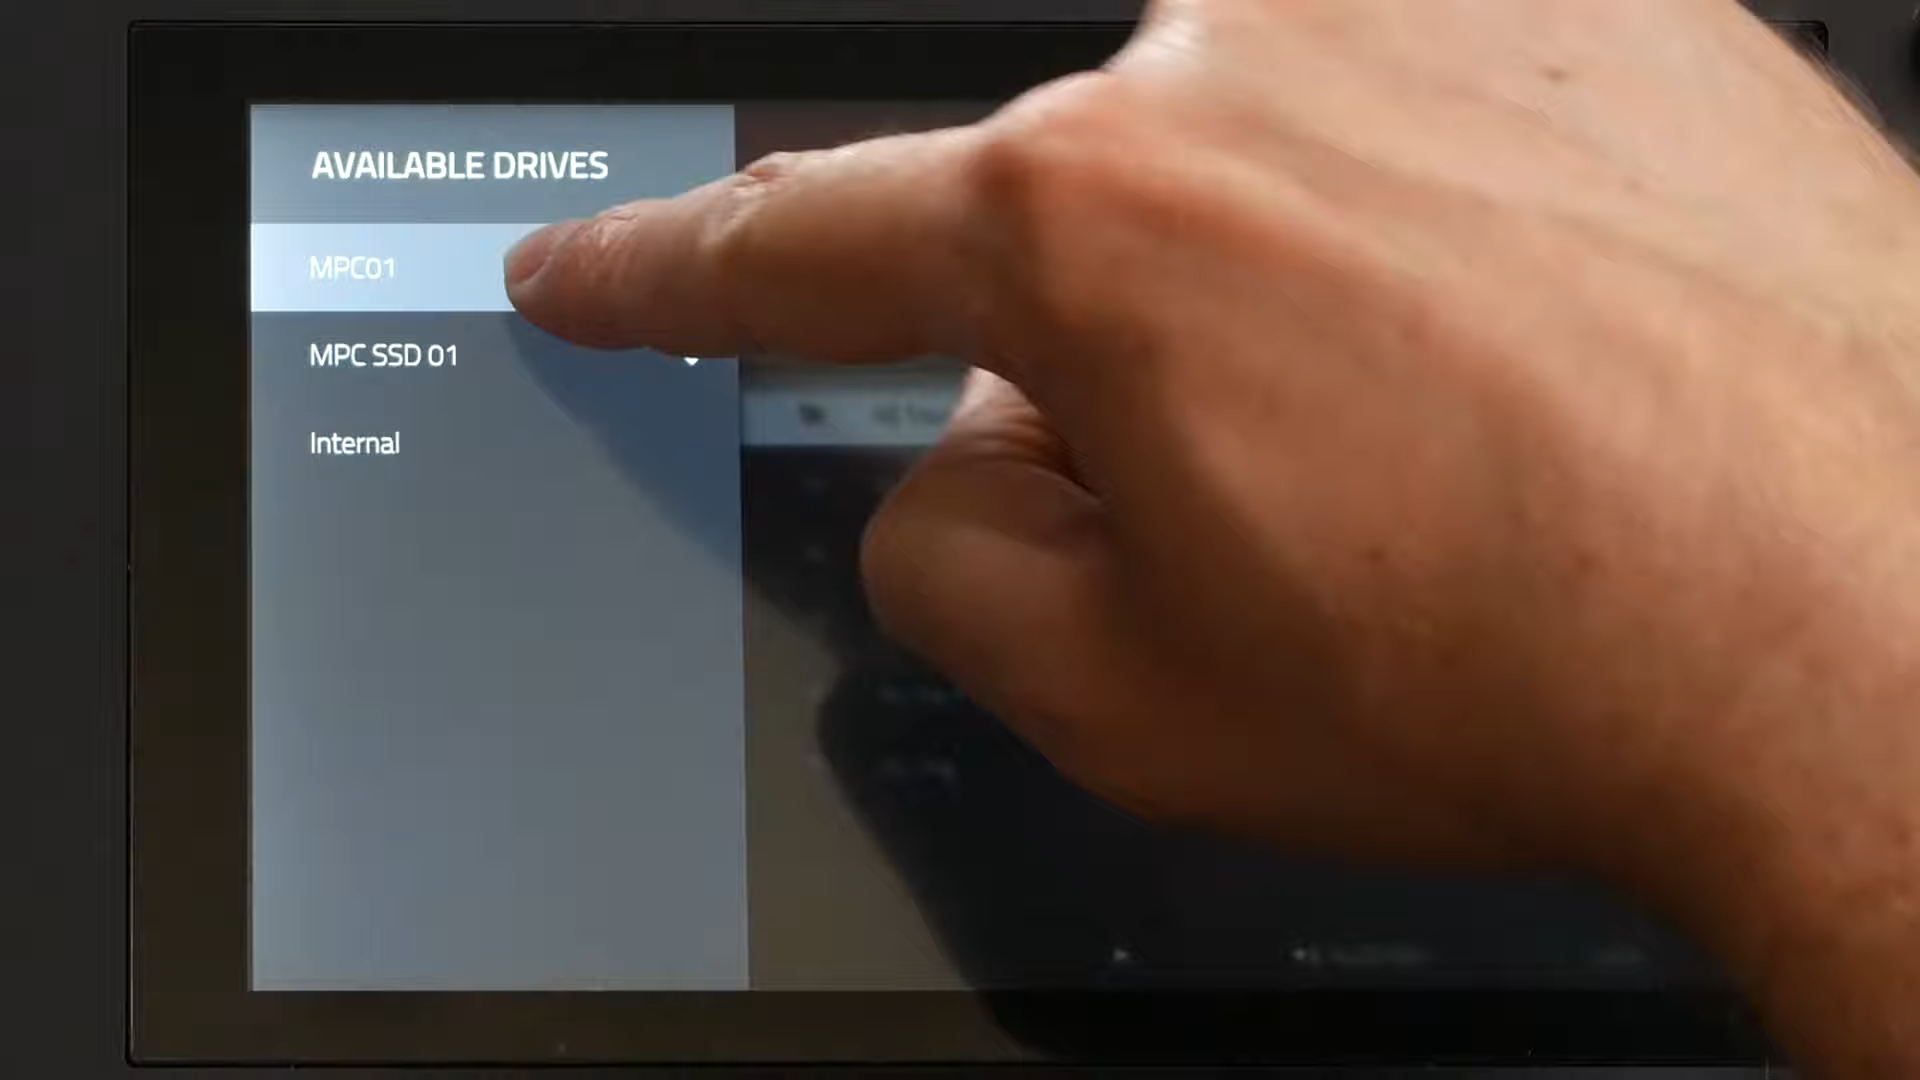 AVAILABLE DRIVES
MPC01
MPC SSD 01
Internal